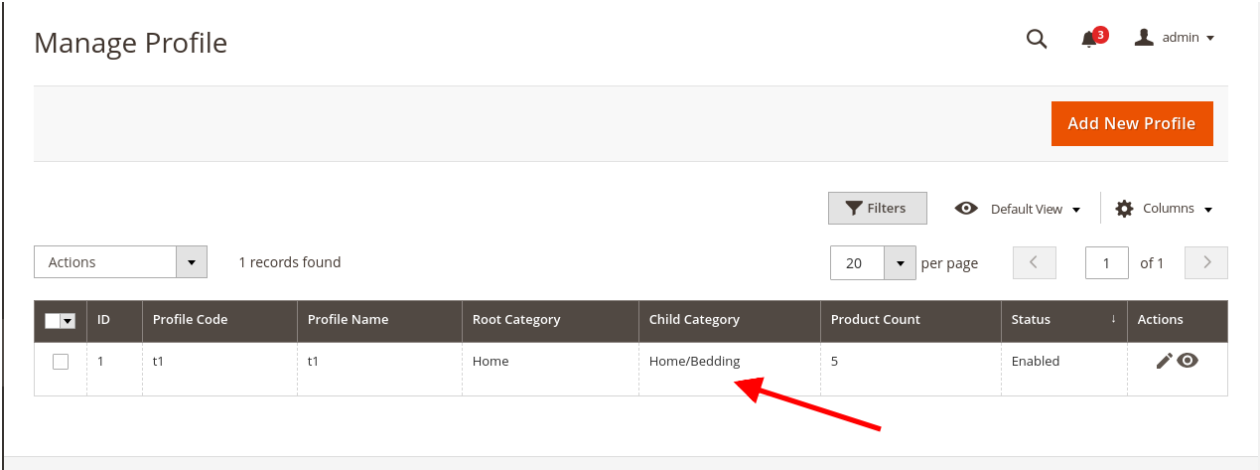 Manage Profile
3
admin
Add New Profile
Filters
Default View
Columns
Actions
1 records found
20
per page
1
of 1
ID Profile Code Profile Name Root Category Child Category Product Count Status ↓ Actions
1 t1 t1 Home Home/Bedding 5 Enabled